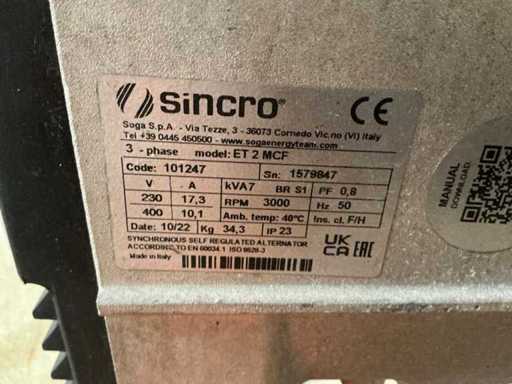 sincro®
CE
Soga S.p.A. - Via Tezze, 3 - 36073 Cornedo Vic.no (VI) Italy
Tel +39 0445 450500 - www.sogaenergyteam.com
3 - phase model: ET 2 MCF
Code: 101247 Sn: 1579847
V A kVA7 BR S1 PF 0,8
230 17,3 RPM 3000 Hz 50
400 10,1 Amb. temp: 40°C Ins. cl. F/H
Date: 10/22 Kg 34,3 IP 23
SYNCHRONOUS SELF REGULATED ALTERNATOR
ACCORDING TO EN 60034.1 ISO 8528-3
Made in Italy
UK
CA EAC
MANUAL
DOWNLOAD